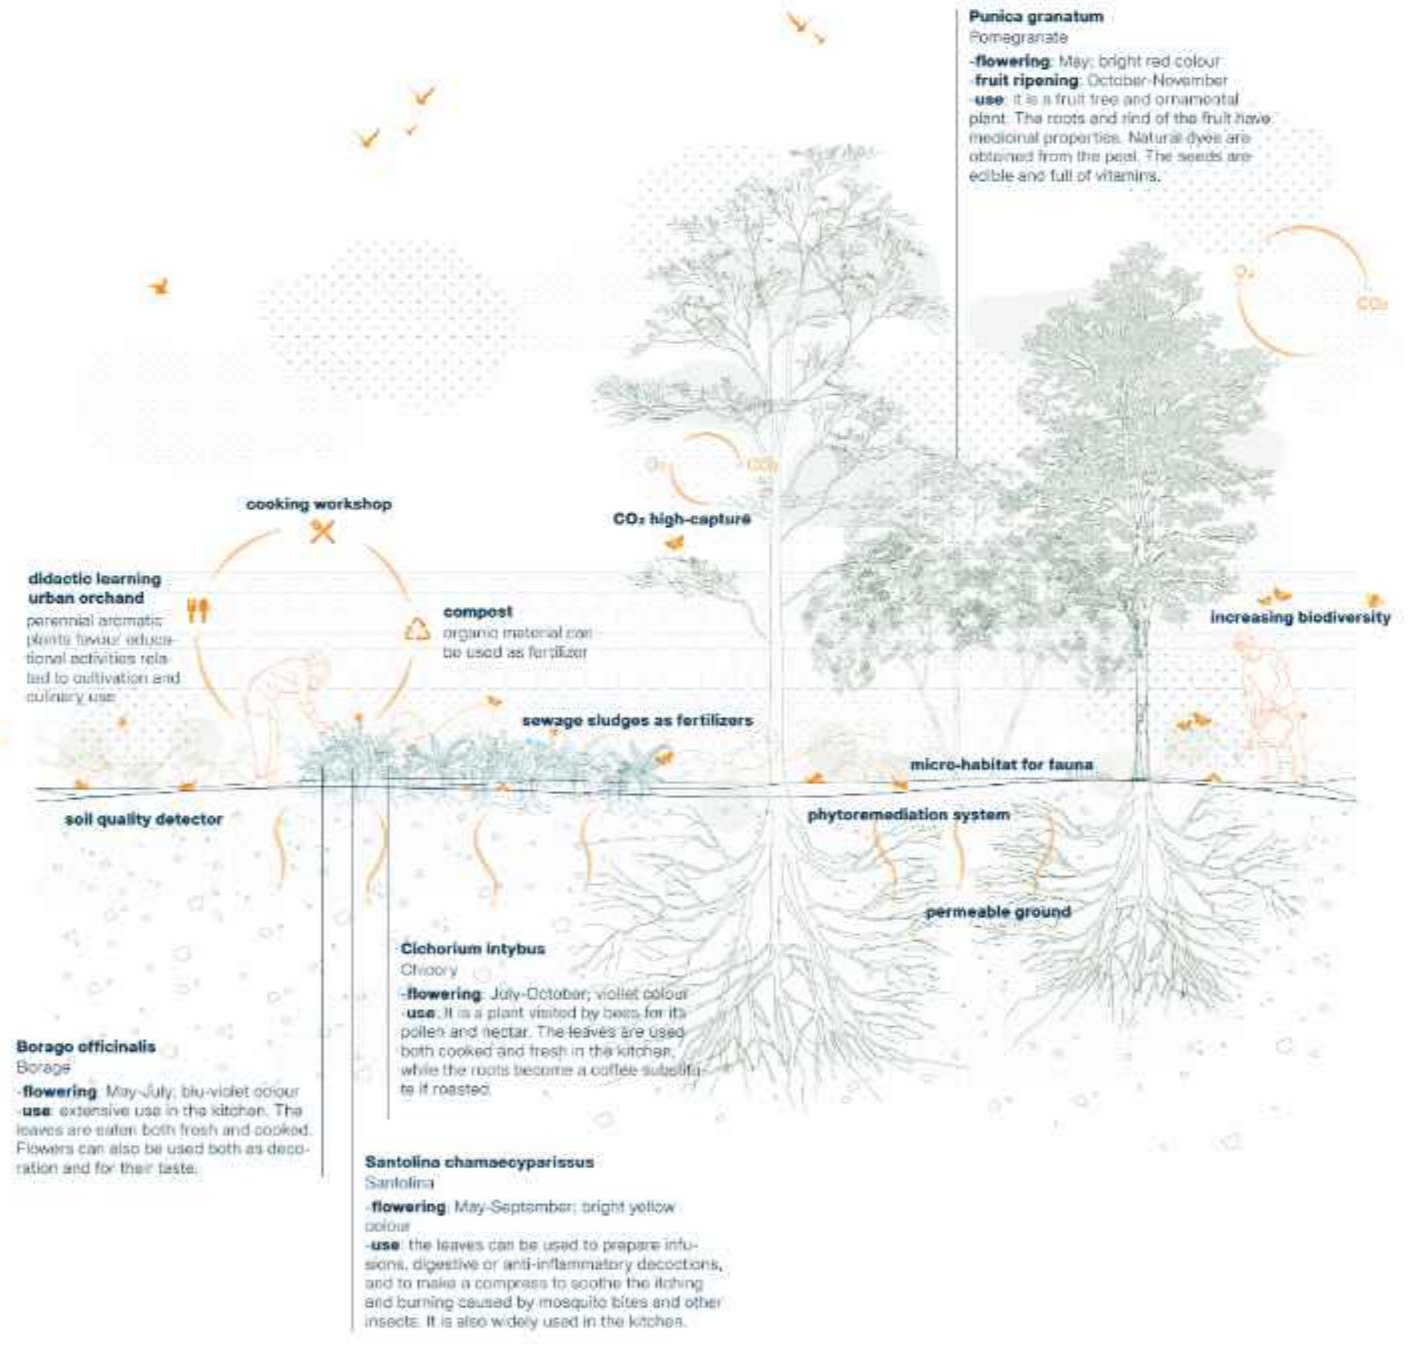 Punica granatum
Pomegranate
-flowering: May; bright red colour
-fruit ripening: October-November
-use: it is a fruit tree and ornamental
plant. The roots and rind of the fruit have
medicinal properties. Natural dyes are
obtained from the peel. The seeds are
edible and full of vitamins.
O₂
CO₂
O₂
CO₂
cooking workshop
CO₂ high-capture
didactic learning
urban orchand
perennial aromatic
plants favour educa-
tional activities rela-
ted to cultivation and
culinary use
compost
organic material can
be used as fertilizer
increasing biodiversity
sewage sludges as fertilizers
micro-habitat for fauna
soil quality detector
phytoremediation system
permeable ground
Cichorium intybus
Chicory
-flowering: July-October; viollet colour
-use: It is a plant visited by bees for its
pollen and nectar. The leaves are used
both cooked and fresh in the kitchen,
while the roots become a coffee substitu-
te if roasted.
Borago officinalis
Borage
-flowering: May-July; blu-violet colour
-use: extensive use in the kitchen. The
leaves are eaten both fresh and cooked.
Flowers can also be used both as deco-
ration and for their taste.
Santolina chamaecyparissus
Santolina
-flowering: May-September; bright yellow
colour
-use: the leaves can be used to prepare infu-
sions, digestive or anti-inflammatory decoctions,
and to make a compress to soothe the itching
and burning caused by mosquito bites and other
insects. It is also widely used in the kitchen.